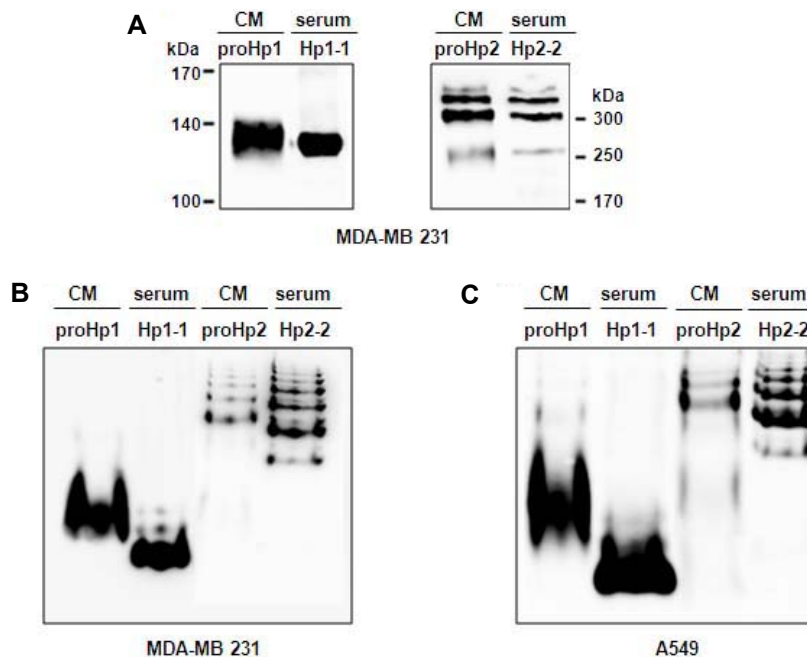 A
CM serum
kDa proHp1 Hp1-1
170
140
100
CM serum
proHp2 Hp2-2
kDa
300
250
170
MDA-MB 231
B
CM serum CM serum
proHp1 Hp1-1 proHp2 Hp2-2
MDA-MB 231
C
CM serum CM serum
proHp1 Hp1-1 proHp2 Hp2-2
A549